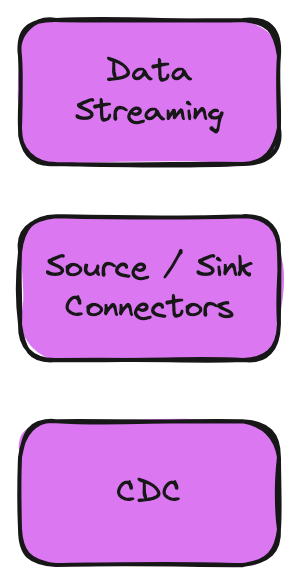 Data
Streaming
Source / Sink
Connectors
CDC